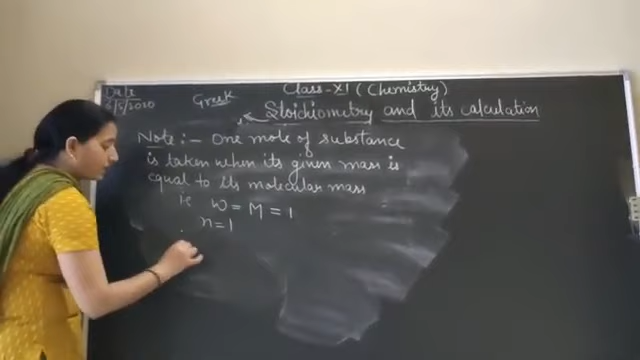 Date
6/5/2020
Class-XI (Chemistry)
Greek
Stoichiometry and its calculation
Note:- One mole of substance
is taken when its given mass is
equal to its molecular mass
ie w = M = 1
n=1